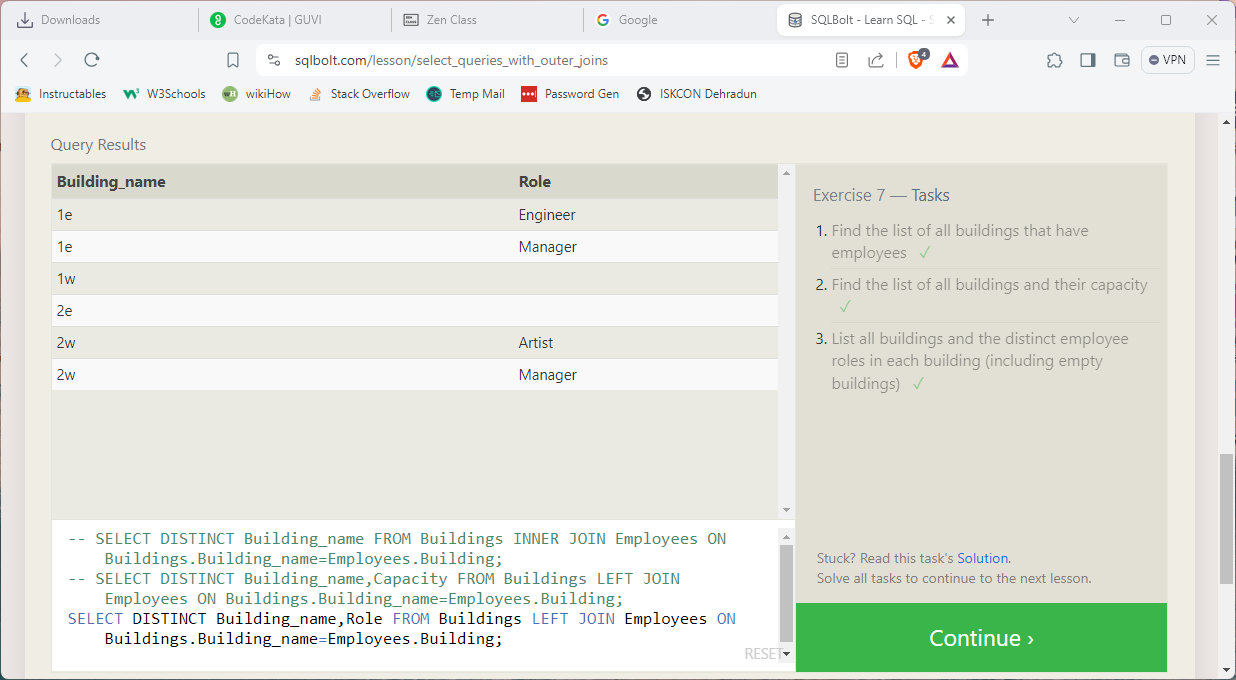 Downloads
CodeKata | GUVI
Zen Class
Google
SQLBolt - Learn SQL - S
sqlbolt.com/lesson/select_queries_with_outer_joins
4
VPN
Instructables
W3Schools
wikiHow
Stack Overflow
Temp Mail
Password Gen
ISKCON Dehradun
Query Results
Building_name Role
1e Engineer
1e Manager
1w
2e
2w Artist
2w Manager
-- SELECT DISTINCT Building_name FROM Buildings INNER JOIN Employees ON
Buildings.Building_name=Employees.Building;
-- SELECT DISTINCT Building_name,Capacity FROM Buildings LEFT JOIN
Employees ON Buildings.Building_name=Employees.Building;
SELECT DISTINCT Building_name,Role FROM Buildings LEFT JOIN Employees ON
Buildings.Building_name=Employees.Building;
RESET
Exercise 7 — Tasks
1. Find the list of all buildings that have
employees ✓
2. Find the list of all buildings and their capacity
✓
3. List all buildings and the distinct employee
roles in each building (including empty
buildings) ✓
Stuck? Read this task's Solution.
Solve all tasks to continue to the next lesson.
Continue ›